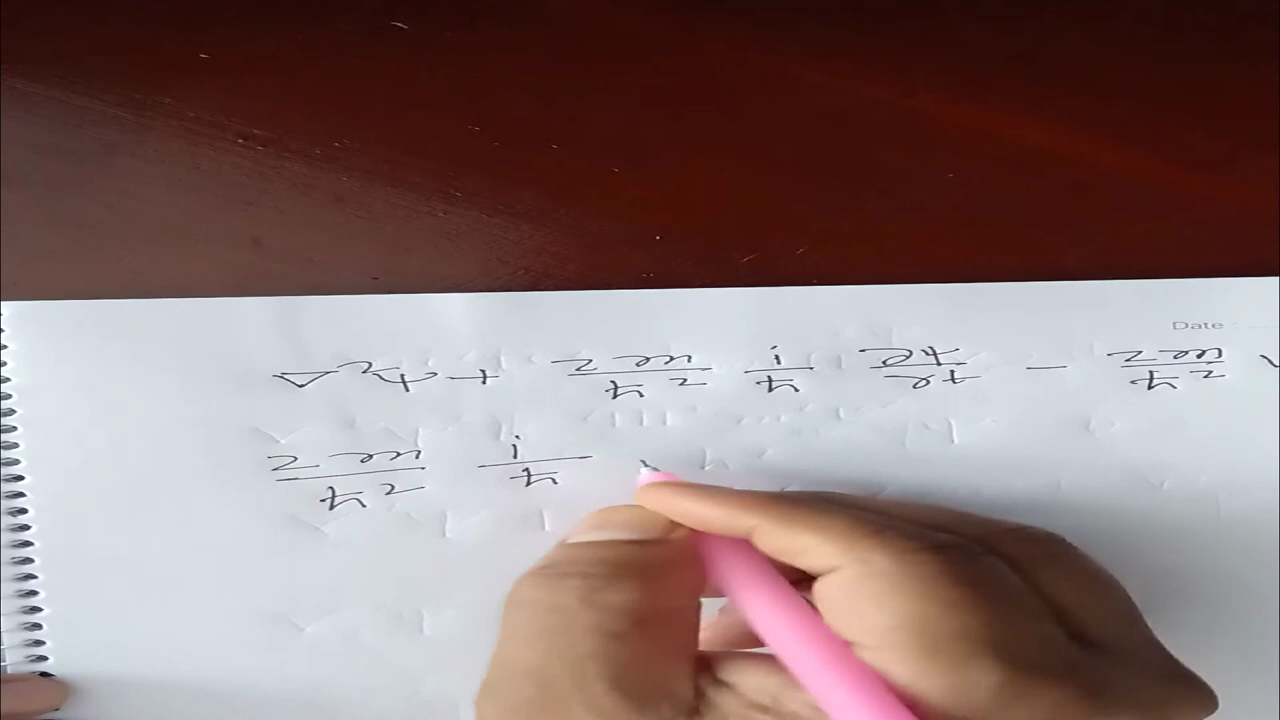 ∇²ψ + 2m/ħ² i/ħ ∂ψ/∂t − 2m/ħ²
2m/ħ² i/ħ
Date :